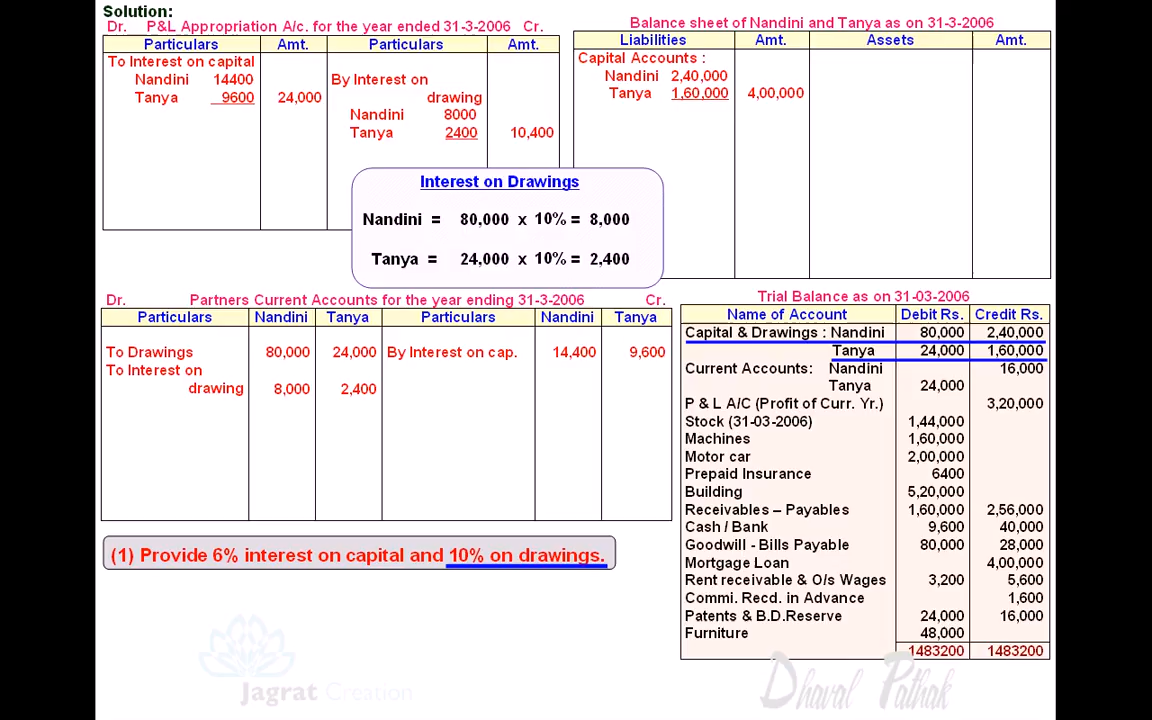 Solution:
Dr. P&L Appropriation A/c. for the year ended 31-3-2006 Cr.
Particulars Amt. Particulars Amt.
To Interest on capital
Nandini 14400 By Interest on
Tanya 9600 24,000 drawing
Nandini 8000
Tanya 2400 10,400
Balance sheet of Nandini and Tanya as on 31-3-2006
Liabilities Amt. Assets Amt.
Capital Accounts :
Nandini 2,40,000
Tanya 1,60,000 4,00,000
Interest on Drawings
Nandini = 80,000 x 10% = 8,000
Tanya = 24,000 x 10% = 2,400
Dr. Partners Current Accounts for the year ending 31-3-2006 Cr.
Particulars Nandini Tanya Particulars Nandini Tanya
To Drawings 80,000 24,000 By Interest on cap. 14,400 9,600
To Interest on
drawing 8,000 2,400
(1) Provide 6% interest on capital and 10% on drawings.
Trial Balance as on 31-03-2006
Name of Account Debit Rs. Credit Rs.
Capital & Drawings : Nandini 80,000 2,40,000
Tanya 24,000 1,60,000
Current Accounts: Nandini 16,000
Tanya 24,000
P & L A/C (Profit of Curr. Yr.) 3,20,000
Stock (31-03-2006) 1,44,000
Machines 1,60,000
Motor car 2,00,000
Prepaid Insurance 6400
Building 5,20,000
Receivables – Payables 1,60,000 2,56,000
Cash / Bank 9,600 40,000
Goodwill - Bills Payable 80,000 28,000
Mortgage Loan 4,00,000
Rent receivable & O/s Wages 3,200 5,600
Commi. Recd. in Advance 1,600
Patents & B.D.Reserve 24,000 16,000
Furniture 48,000
1483200 1483200
Jagrat Creation
Dhaval Pathak